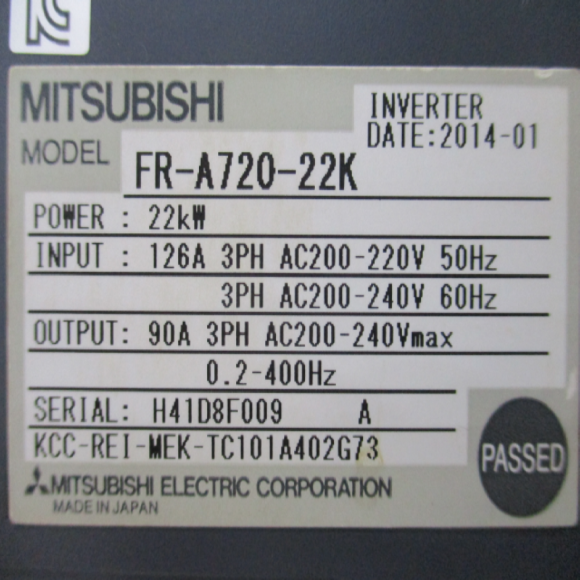 MITSUBISHI
INVERTER
DATE:2014-01
MODEL FR-A720-22K
POWER : 22kW
INPUT : 126A 3PH AC200-220V 50Hz
3PH AC200-240V 60Hz
OUTPUT: 90A 3PH AC200-240Vmax
0.2-400Hz
SERIAL: H41D8F009 A
KCC-REI-MEK-TC101A402G73
PASSED
MITSUBISHI ELECTRIC CORPORATION
MADE IN JAPAN